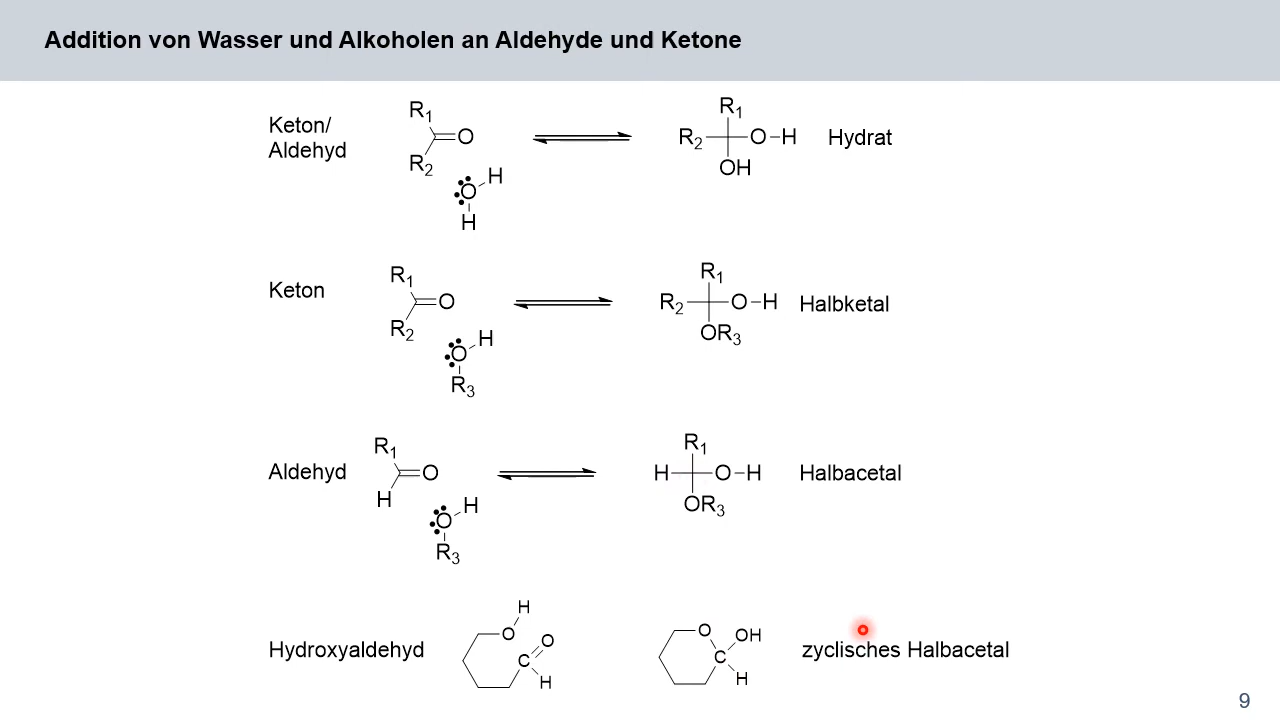 Addition von Wasser und Alkoholen an Aldehyde und Ketone
Keton/
Aldehyd
R1
R2
O
O
H
H
R1
R2
O-H
OH
Hydrat
Keton
R1
R2
O
O
H
R3
R1
R2
O-H
OR3
Halbketal
Aldehyd
R1
H
O
O
H
R3
R1
H
O-H
OR3
Halbacetal
Hydroxyaldehyd
H
O
O
C
H
O
OH
C
H
zyclisches Halbacetal
9